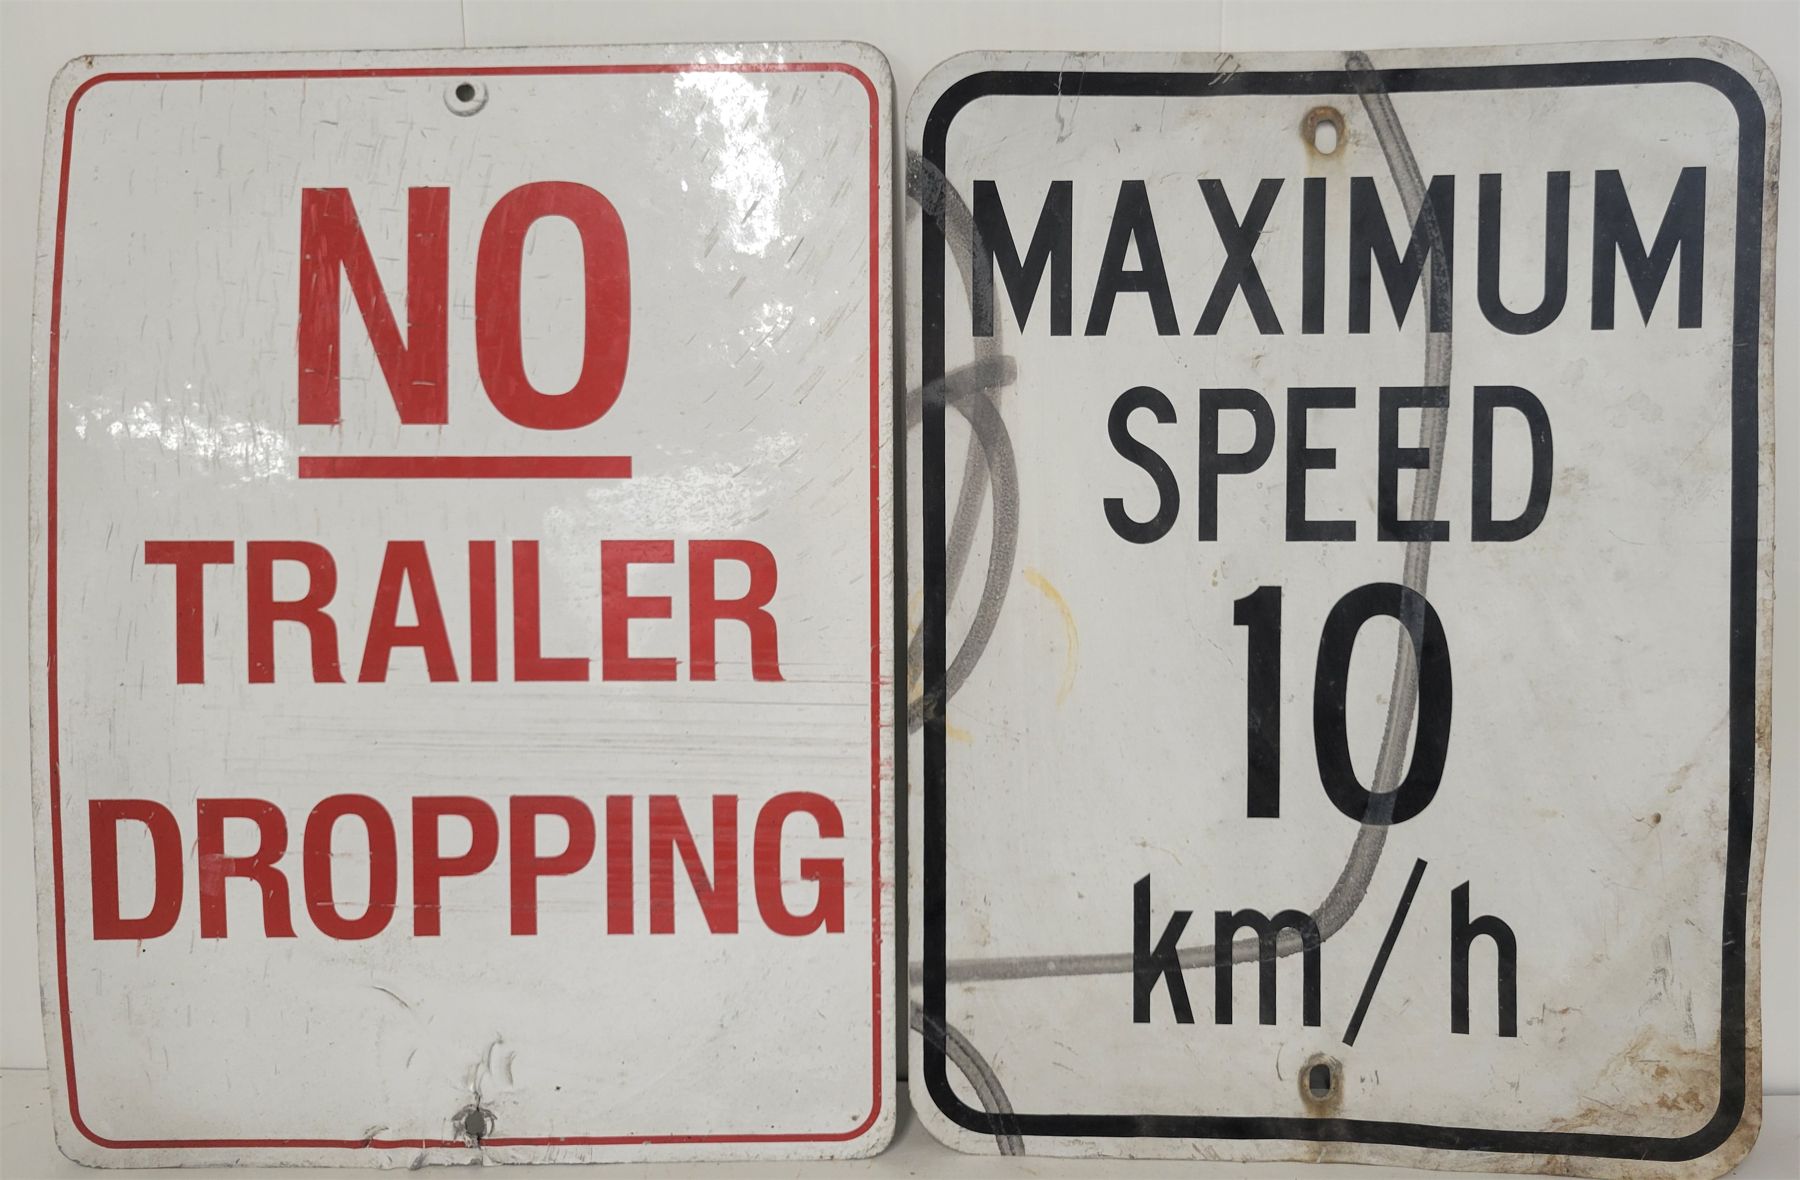 NO
TRAILER
DROPPING
MAXIMUM
SPEED
10
km/h